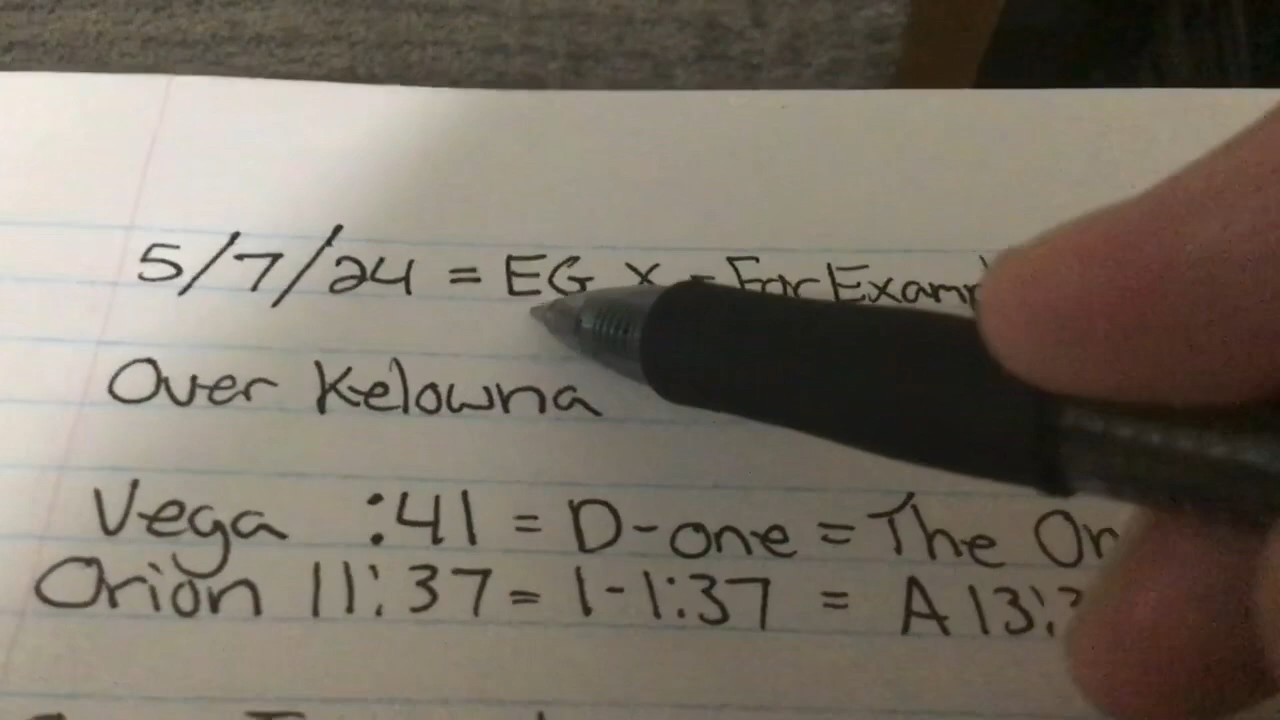 5/7/24 = EG X = For
Over Kelowna
Vega :41 = D-one = The
Orion 11:37 = 1-1:37 = A